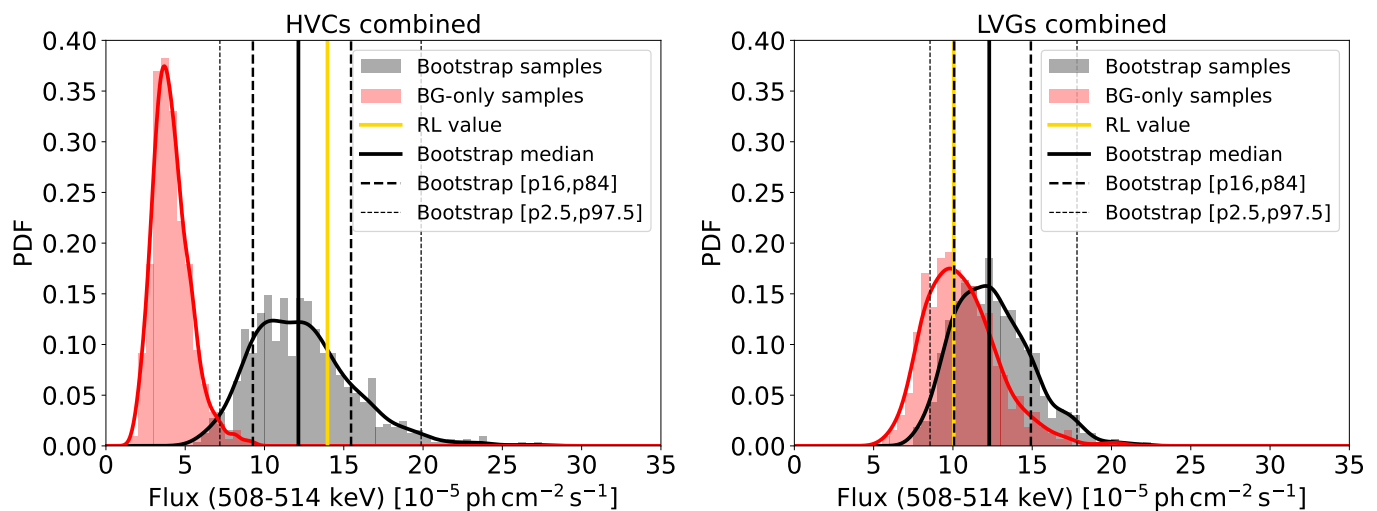 HVCs combined
PDF
0.40
0.35
0.30
0.25
0.20
0.15
0.10
0.05
0.00
Bootstrap samples
BG-only samples
RL value
Bootstrap median
Bootstrap [p16,p84]
Bootstrap [p2.5,p97.5]
0 5 10 15 20 25 30 35
Flux (508-514 keV) [10⁻⁵ ph cm⁻² s⁻¹]
LVGs combined
PDF
0.40
0.35
0.30
0.25
0.20
0.15
0.10
0.05
0.00
Bootstrap samples
BG-only samples
RL value
Bootstrap median
Bootstrap [p16,p84]
Bootstrap [p2.5,p97.5]
0 5 10 15 20 25 30 35
Flux (508-514 keV) [10⁻⁵ ph cm⁻² s⁻¹]